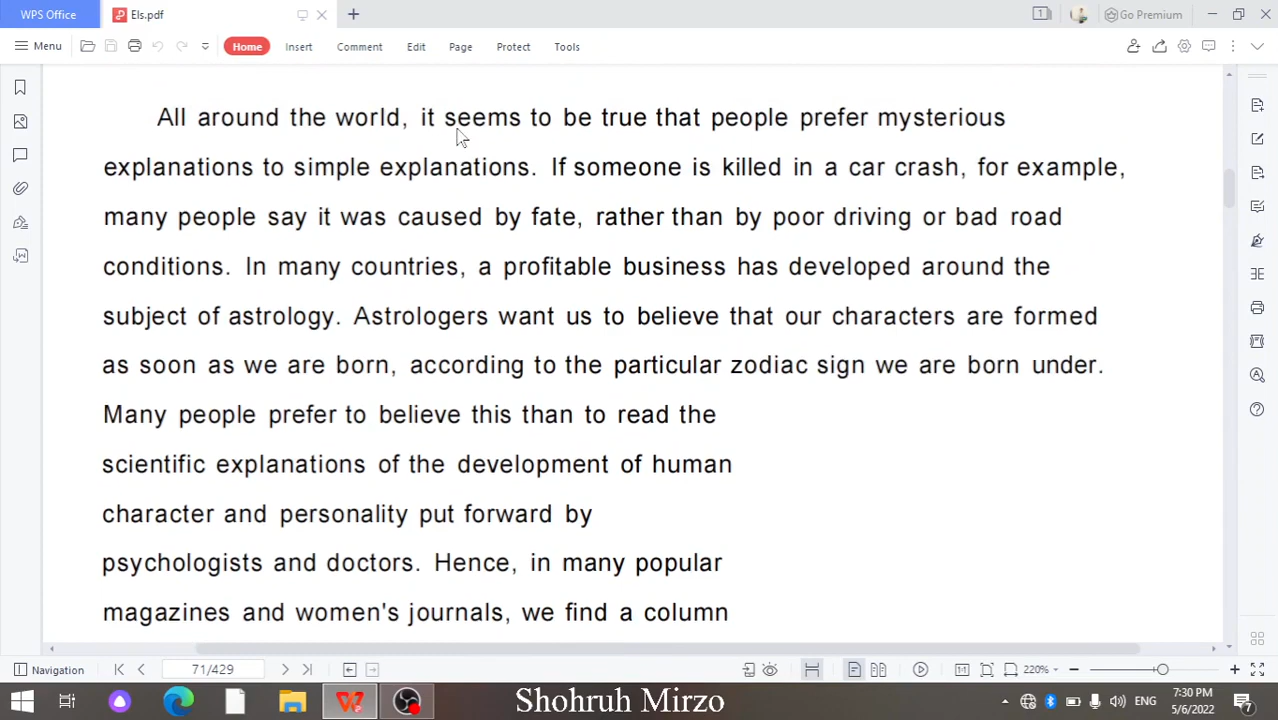 WPS Office
Els.pdf
1
Go Premium
Menu
Home
Insert
Comment
Edit
Page
Protect
Tools
All around the world, it seems to be true that people prefer mysterious
explanations to simple explanations. If someone is killed in a car crash, for example,
many people say it was caused by fate, rather than by poor driving or bad road
conditions. In many countries, a profitable business has developed around the
subject of astrology. Astrologers want us to believe that our characters are formed
as soon as we are born, according to the particular zodiac sign we are born under.
Many people prefer to believe this than to read the
scientific explanations of the development of human
character and personality put forward by
psychologists and doctors. Hence, in many popular
magazines and women's journals, we find a column
Navigation
71/429
220%
Shohruh Mirzo
ENG
7:30 PM
5/6/2022
7